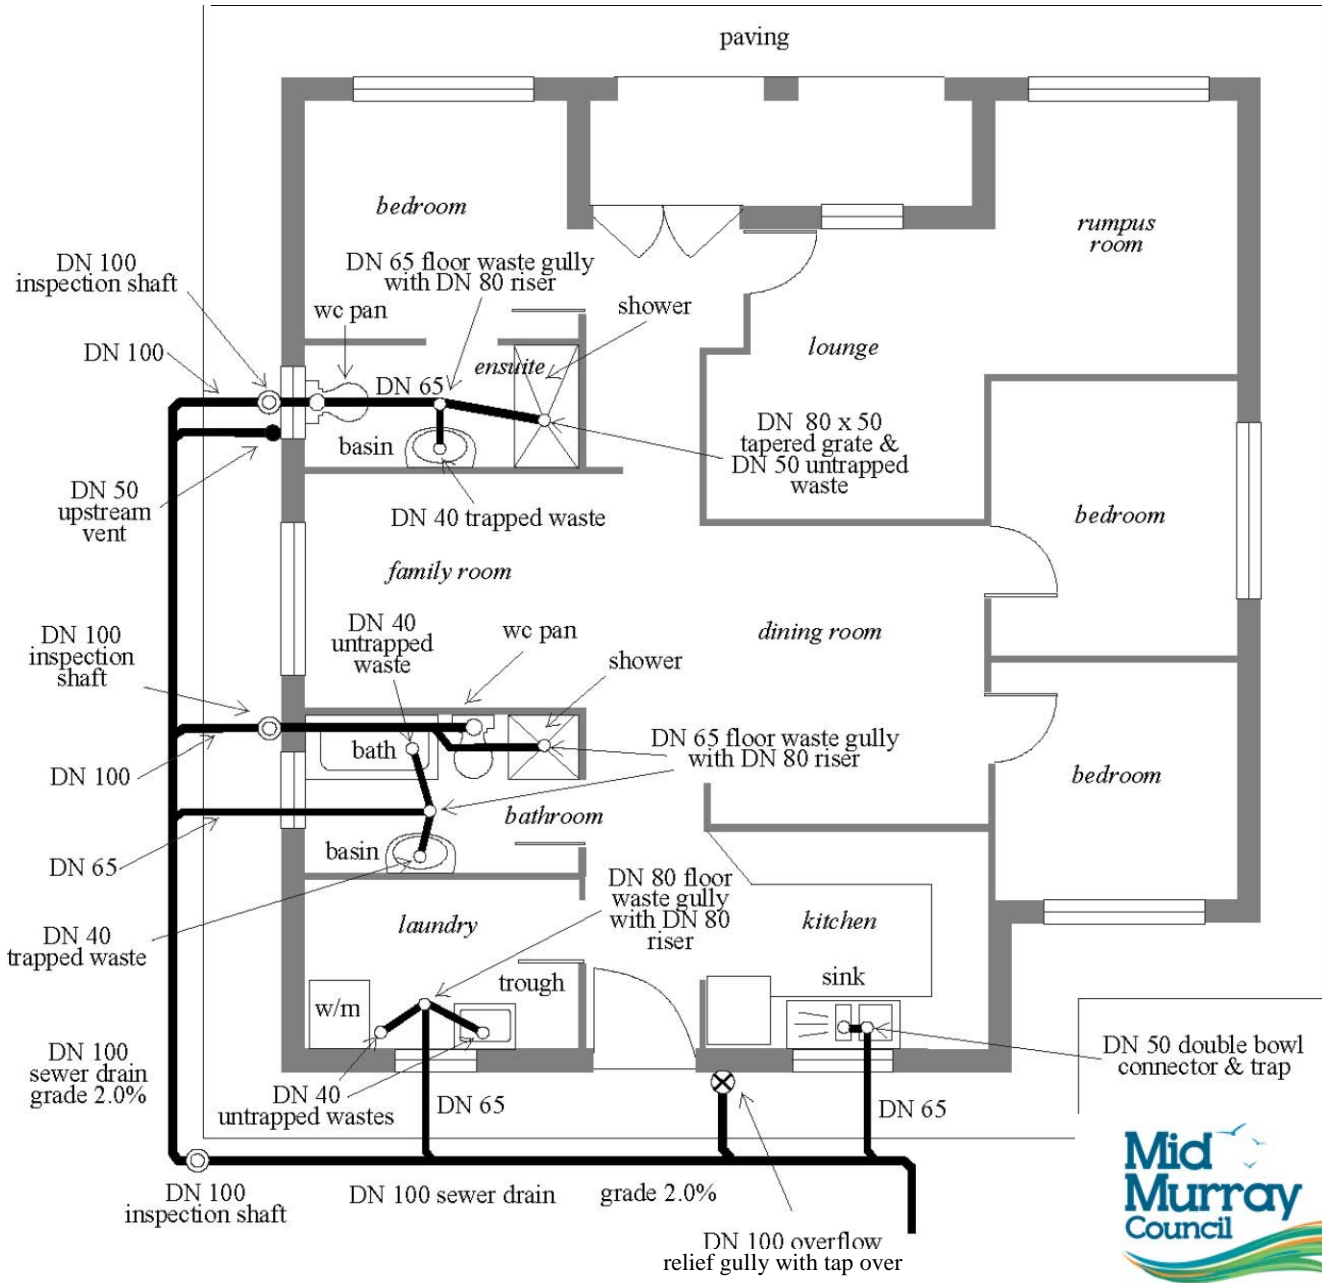 paving
bedroom
rumpus
room
DN 100
inspection shaft
DN 65 floor waste gully
with DN 80 riser
wc pan
shower
DN 100
lounge
ensuite
DN 65
basin
DN 80 x 50
tapered grate &
DN 50 untrapped
waste
DN 50
upstream
vent
DN 40 trapped waste
bedroom
family room
DN 40
untrapped
waste
wc pan
dining room
DN 100
inspection
shaft
shower
bath
DN 65 floor waste gully
with DN 80 riser
DN 100
bedroom
bathroom
basin
DN 65
DN 80 floor
waste gully
with DN 80
riser
laundry
kitchen
DN 40
trapped waste
trough
sink
w/m
DN 100
sewer drain
grade 2.0%
DN 50 double bowl
connector & trap
DN 40
untrapped wastes
DN 65
DN 65
DN 100
inspection shaft
DN 100 sewer drain
grade 2.0%
DN 100 overflow
relief gully with tap over
Mid
Murray
Council